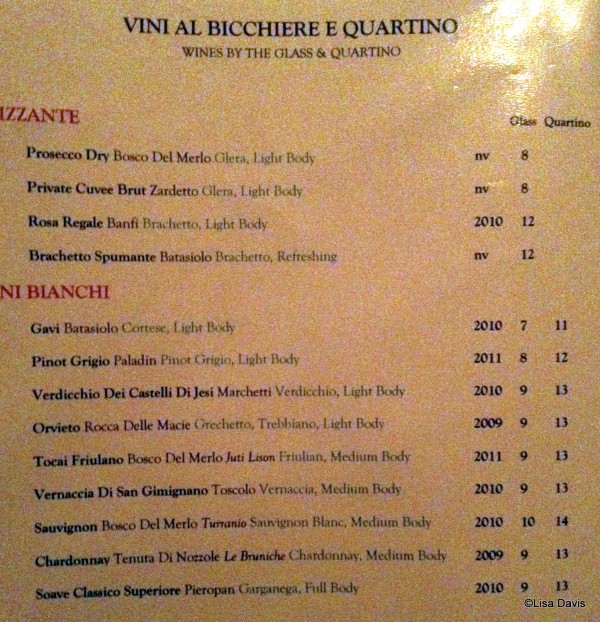 VINI AL BICCHIERE E QUARTINO
WINES BY THE GLASS & QUARTINO
IZZANTE
Glass Quartino
Prosecco Dry Bosco Del Merlo Glera, Light Body nv 8
Private Cuvee Brut Zardetto Glera, Light Body nv 8
Rosa Regale Banfi Brachetto, Light Body 2010 12
Brachetto Spumante Batasiolo Brachetto, Refreshing nv 12
NI BIANCHI
Gavi Batasiolo Cortese, Light Body 2010 7 11
Pinot Grigio Paladin Pinot Grigio, Light Body 2011 8 12
Verdicchio Dei Castelli Di Jesi Marchetti Verdicchio, Light Body 2010 9 13
Orvieto Rocca Delle Macie Grechetto, Trebbiano, Light Body 2009 9 13
Tocai Friulano Bosco Del Merlo Juti Lison Friulian, Medium Body 2011 9 13
Vernaccia Di San Gimignano Toscolo Vernaccia, Medium Body 2010 9 13
Sauvignon Bosco Del Merlo Turranio Sauvignon Blanc, Medium Body 2010 10 14
Chardonnay Tenuta Di Nozzole Le Bruniche Chardonnay, Medium Body 2009 9 13
Soave Classico Superiore Pieropan Garganega, Full Body 2010 9 13
©Lisa Davis